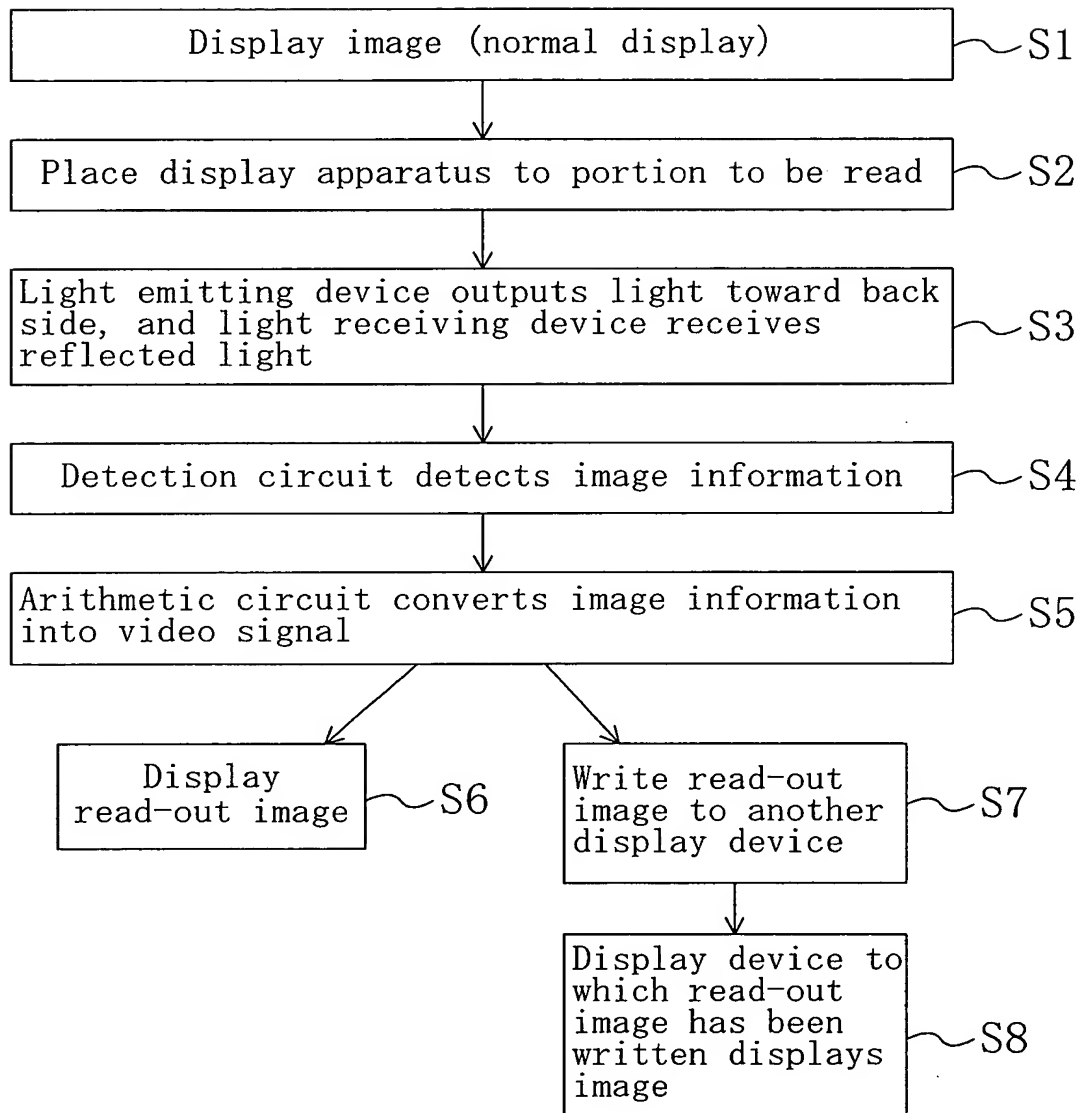 Display image (normal display)
S1
Place display apparatus to portion to be read
S2
Light emitting device outputs light toward back
side, and light receiving device receives
reflected light
S3
Detection circuit detects image information
S4
Arithmetic circuit converts image information
into video signal
S5
Display
read-out image
S6
Write read-out
image to another
display device
S7
Display device to
which read-out
image has been
written displays
image
S8